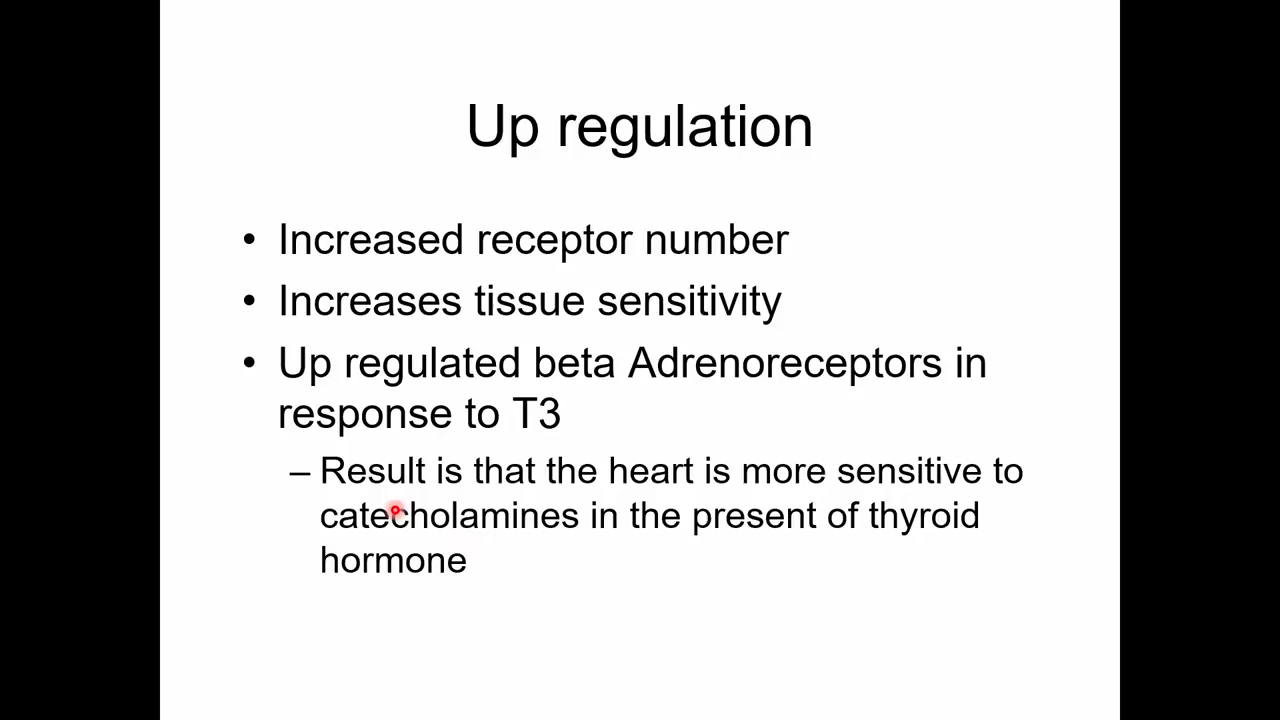 Up regulation
• Increased receptor number
• Increases tissue sensitivity
• Up regulated beta Adrenoreceptors in
response to T3
– Result is that the heart is more sensitive to
catecholamines in the present of thyroid
hormone